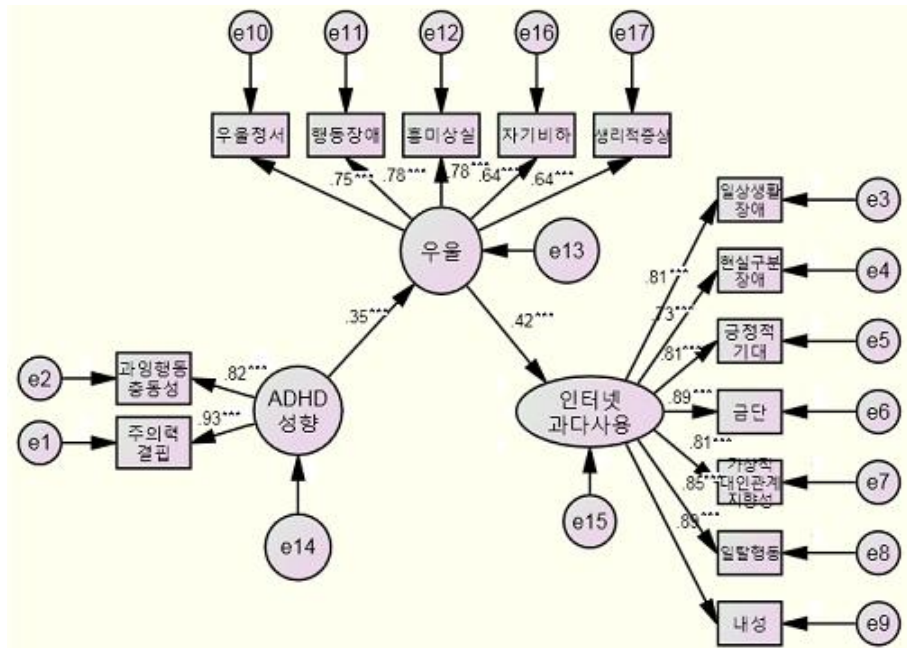 e10 e11 e12 e16 e17
우울정서 행동장애 흥미상실 자기비하 생리적증상
.75*** .78*** .78*** .64*** .64***
우울
e13
.35***
.42***
e2
과잉행동
충동성
.82***
e1
주의력
결핍
.93***
ADHD
성향
e14
인터넷
과다사용
e15
.81***
일상생활
장애
e3
.73***
현실구분
장애
e4
.81***
긍정적
기대
e5
.89***
금단
e6
.81***
가상적
대인관계
지향성
e7
.85***
일탈행동
e8
.89***
내성
e9